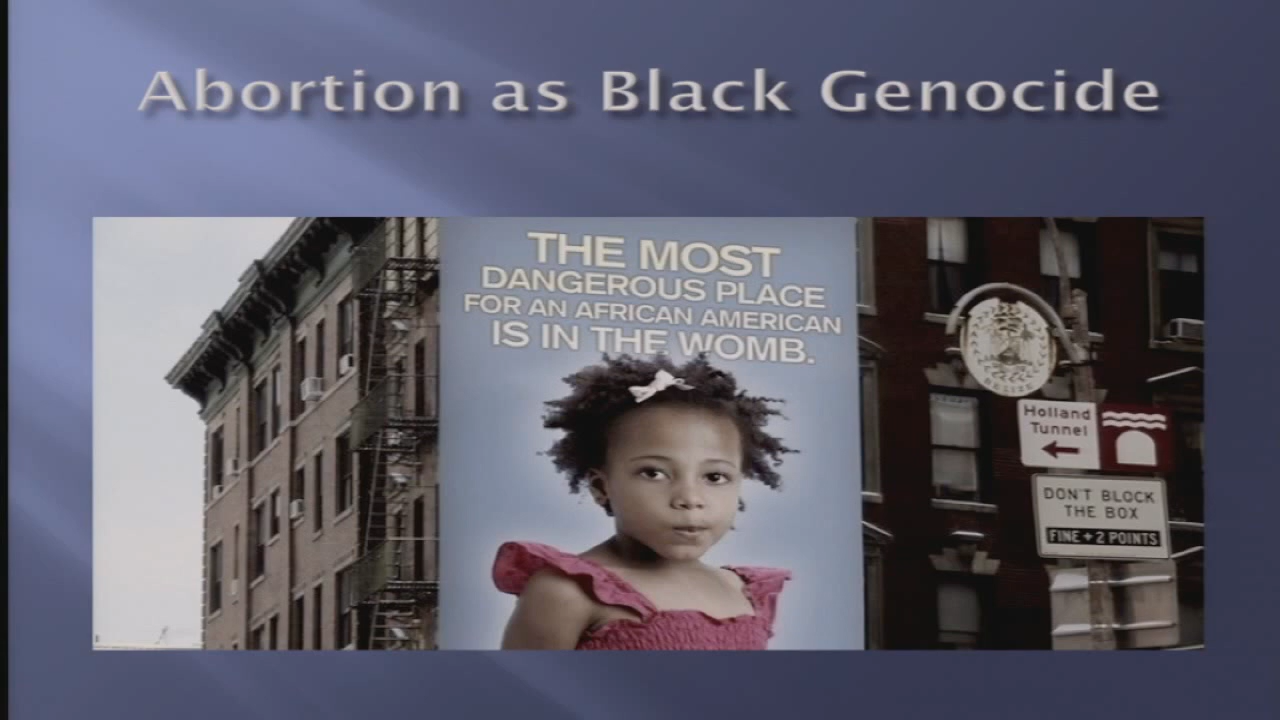 Abortion as Black Genocide
THE MOST
DANGEROUS PLACE
FOR AN AFRICAN AMERICAN
IS IN THE WOMB.
BELIZE
Holland
Tunnel
DON'T BLOCK
THE BOX
FINE + 2 POINTS